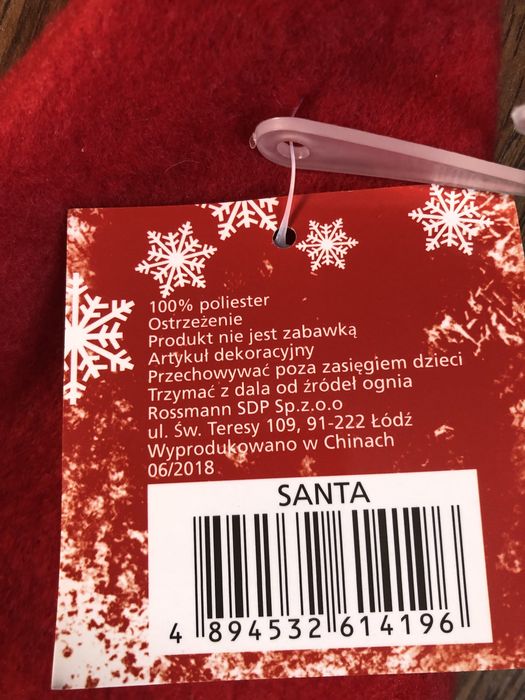 100% poliester
Ostrzeżenie
Produkt nie jest zabawką
Artykuł dekoracyjny
Przechowywać poza zasięgiem dzieci
Trzymać z dala od źródeł ognia
Rossmann SDP Sp.z.o.o
ul. Św. Teresy 109, 91-222 Łódź
Wyprodukowano w Chinach
06/2018
SANTA
4 894532 614196